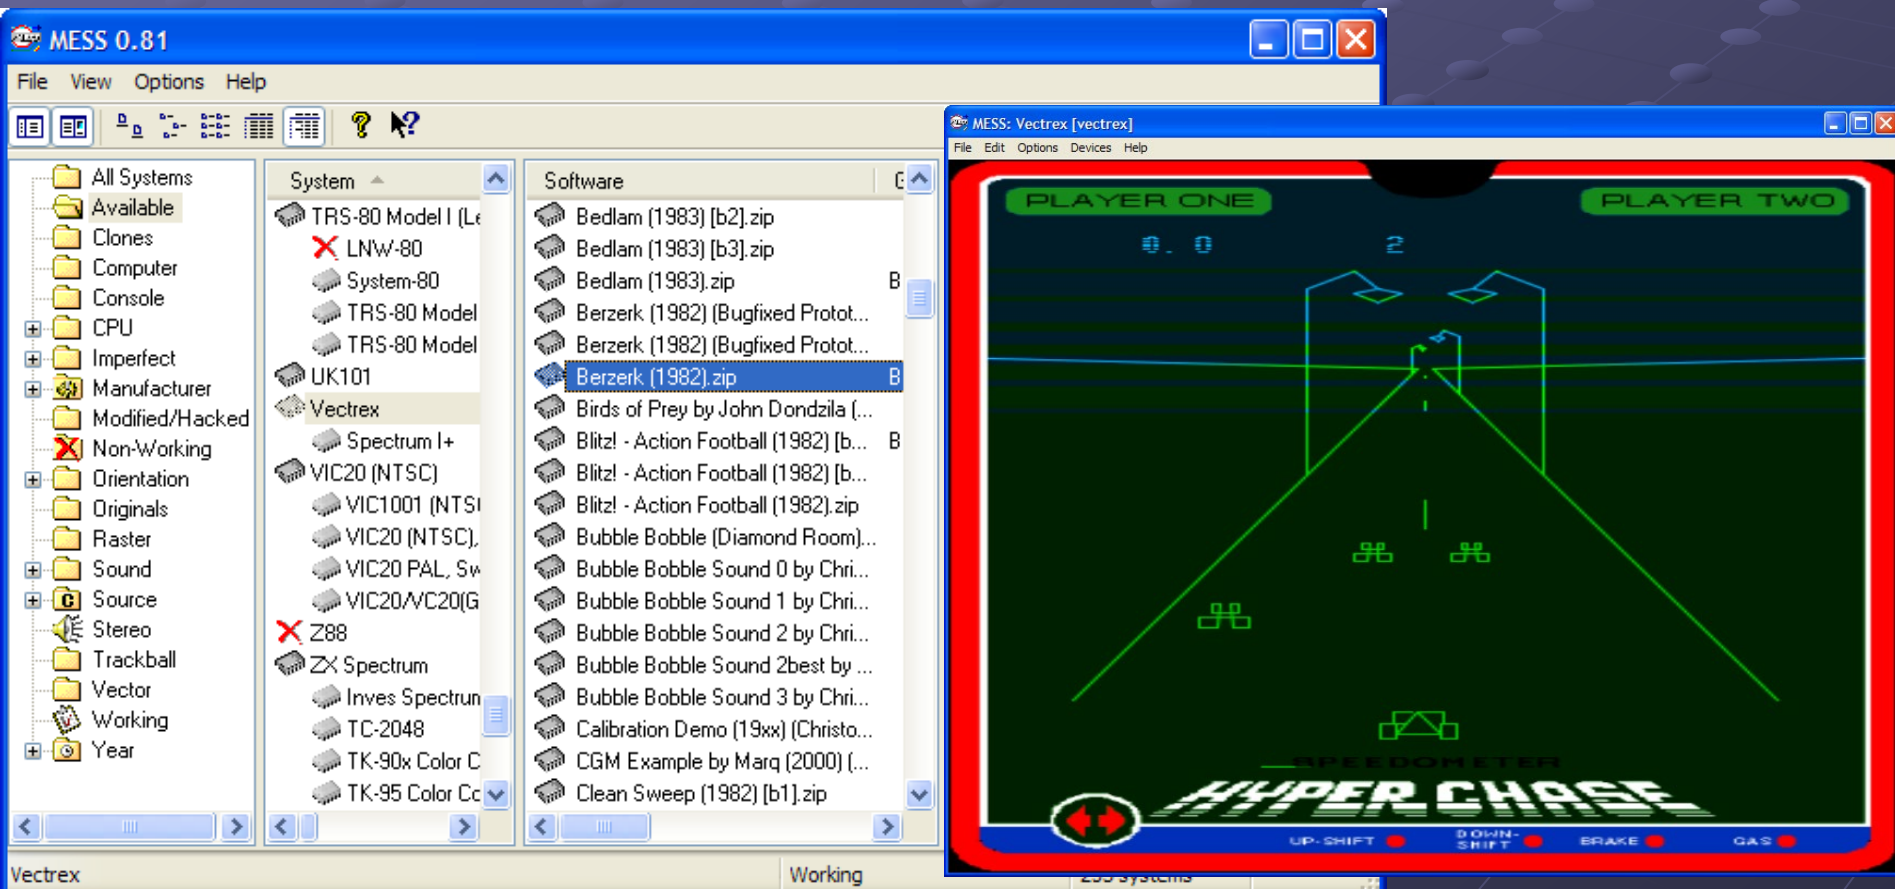 MESS 0.81
File View Options Help
All Systems
Available
Clones
Computer
Console
CPU
Imperfect
Manufacturer
Modified/Hacked
Non-Working
Orientation
Originals
Raster
Sound
Source
Stereo
Trackball
Vector
Working
Year
System
TRS-80 Model I (Le
LNW-80
System-80
TRS-80 Model
TRS-80 Model
UK101
Vectrex
Spectrum I+
VIC20 (NTSC)
VIC1001 (NTS
VIC20 (NTSC),
VIC20 PAL, Sw
VIC20/VC20(G
Z88
ZX Spectrum
Inves Spectrun
TC-2048
TK-90x Color C
TK-95 Color Cc
Software
Bedlam (1983) [b2].zip
Bedlam (1983) [b3].zip
Bedlam (1983).zip B
Berzerk (1982) (Bugfixed Protot...
Berzerk (1982) (Bugfixed Protot...
Berzerk (1982).zip B
Birds of Prey by John Dondzila (...
Blitz! - Action Football (1982) [b... B
Blitz! - Action Football (1982) [b...
Blitz! - Action Football (1982).zip
Bubble Bobble (Diamond Room)...
Bubble Bobble Sound 0 by Chri...
Bubble Bobble Sound 1 by Chri...
Bubble Bobble Sound 2 by Chri...
Bubble Bobble Sound 2best by ...
Bubble Bobble Sound 3 by Chri...
Calibration Demo (19xx) (Christo...
CGM Example by Marq (2000) (...
Clean Sweep (1982) [b1].zip
Vectrex
Working
MESS: Vectrex [vectrex]
File Edit Options Devices Help
PLAYER ONE
PLAYER TWO
0. 0
2
SPEEDOMETER
HYPER CHASE
UP-SHIFT
DOWN-
SHIFT
BRAKE
GAS